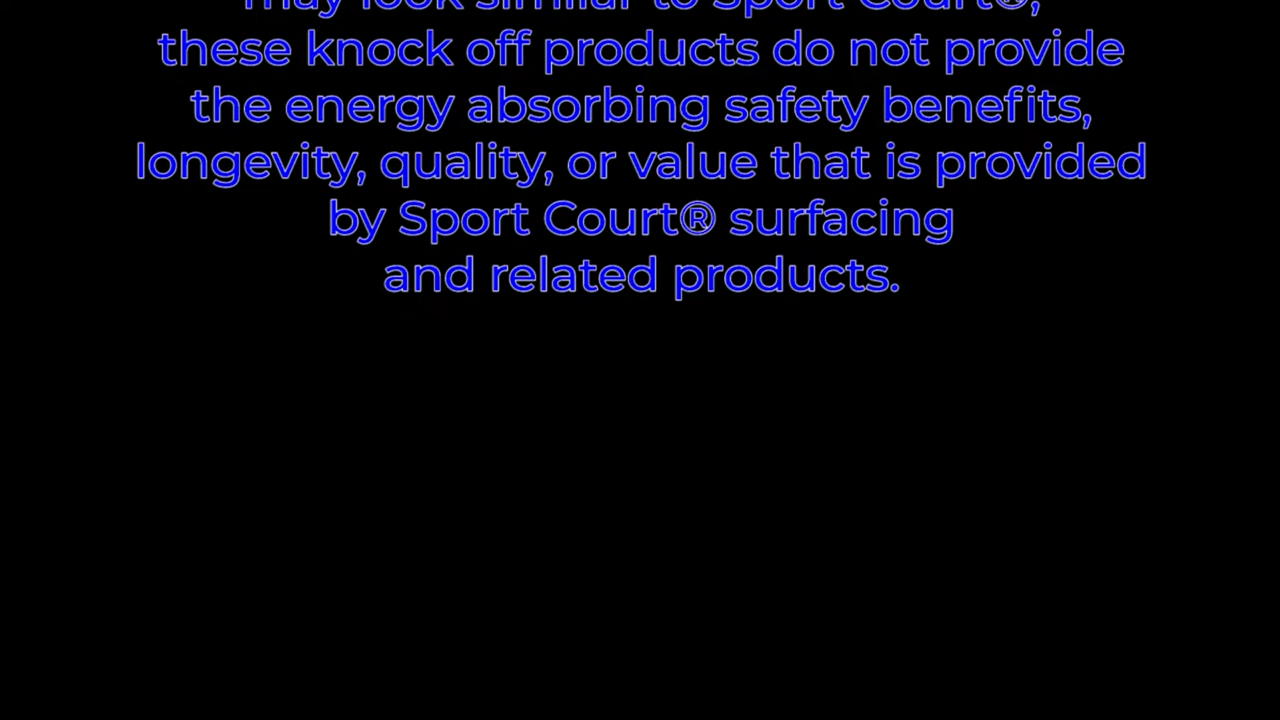 may look similar to Sport Court®,
these knock off products do not provide
the energy absorbing safety benefits,
longevity, quality, or value that is provided
by Sport Court® surfacing
and related products.